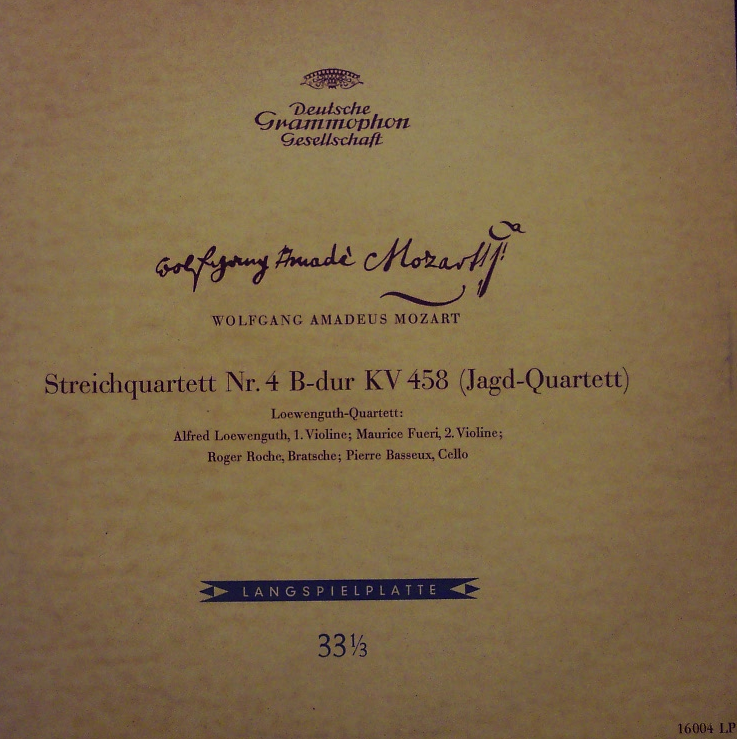 Deutsche
Grammophon
Gesellschaft
Wolfgang Amadè Mozart
WOLFGANG AMADEUS MOZART
Streichquartett Nr. 4 B-dur KV 458 (Jagd-Quartett)
Loewenguth-Quartett:
Alfred Loewenguth, 1. Violine; Maurice Fueri, 2. Violine;
Roger Roche, Bratsche; Pierre Basseux, Cello
LANGSPIELPLATTE
33⅓
16004 LP